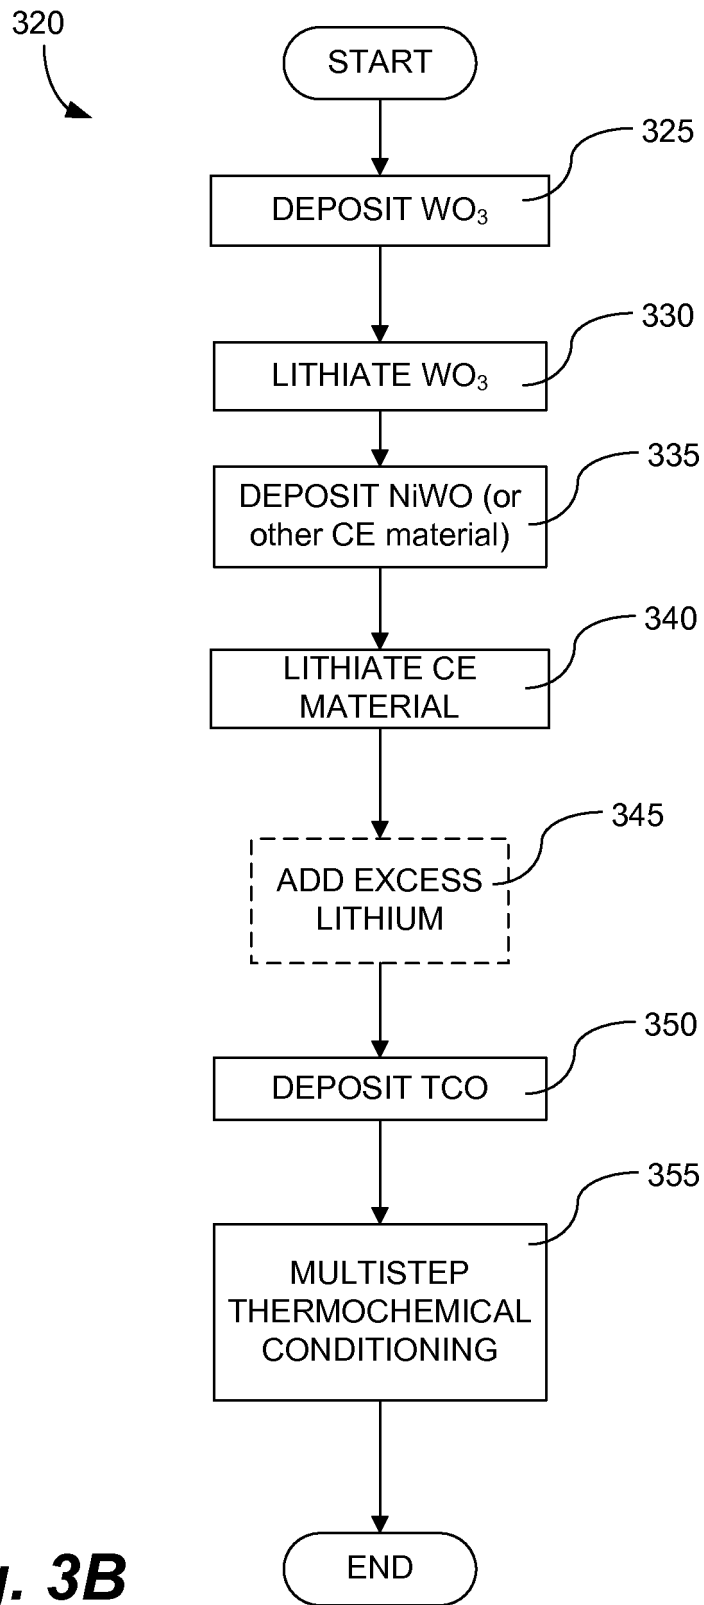 320
START
325
DEPOSIT WO₃
330
LITHIATE WO₃
335
DEPOSIT NiWO (or
other CE material)
340
LITHIATE CE
MATERIAL
345
ADD EXCESS
LITHIUM
350
DEPOSIT TCO
355
MULTISTEP
THERMOCHEMICAL
CONDITIONING
END
3B